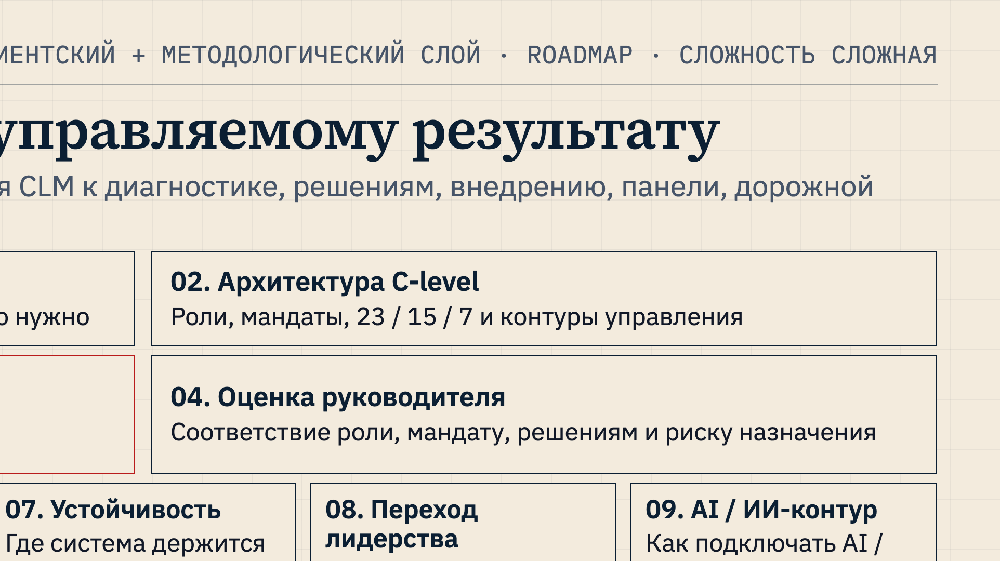 ИЕНТСКИЙ + МЕТОДОЛОГИЧЕСКИЙ СЛОЙ · ROADMAP · СЛОЖНОСТЬ СЛОЖНАЯ
управляемому результату
я CLM к диагностике, решениям, внедрению, панели, дорожной
о нужно
02. Архитектура C-level
Роли, мандаты, 23 / 15 / 7 и контуры управления
04. Оценка руководителя
Соответствие роли, мандату, решениям и риску назначения
07. Устойчивость
Где система держится
08. Переход
лидерства
09. AI / ИИ-контур
Как подключать AI /